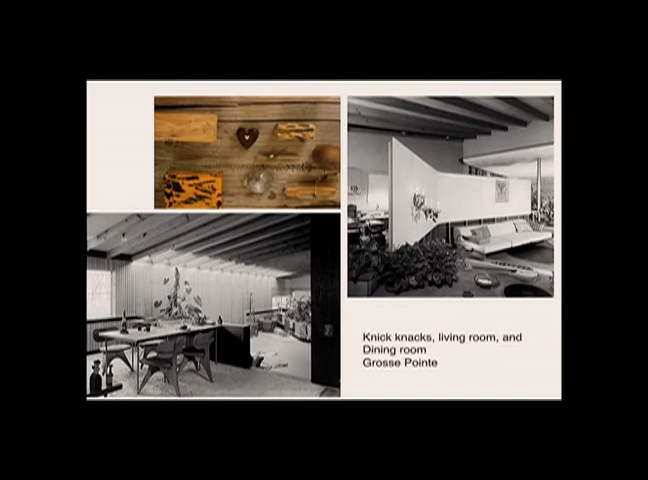 Knick knacks, living room, and
Dining room
Grosse Pointe